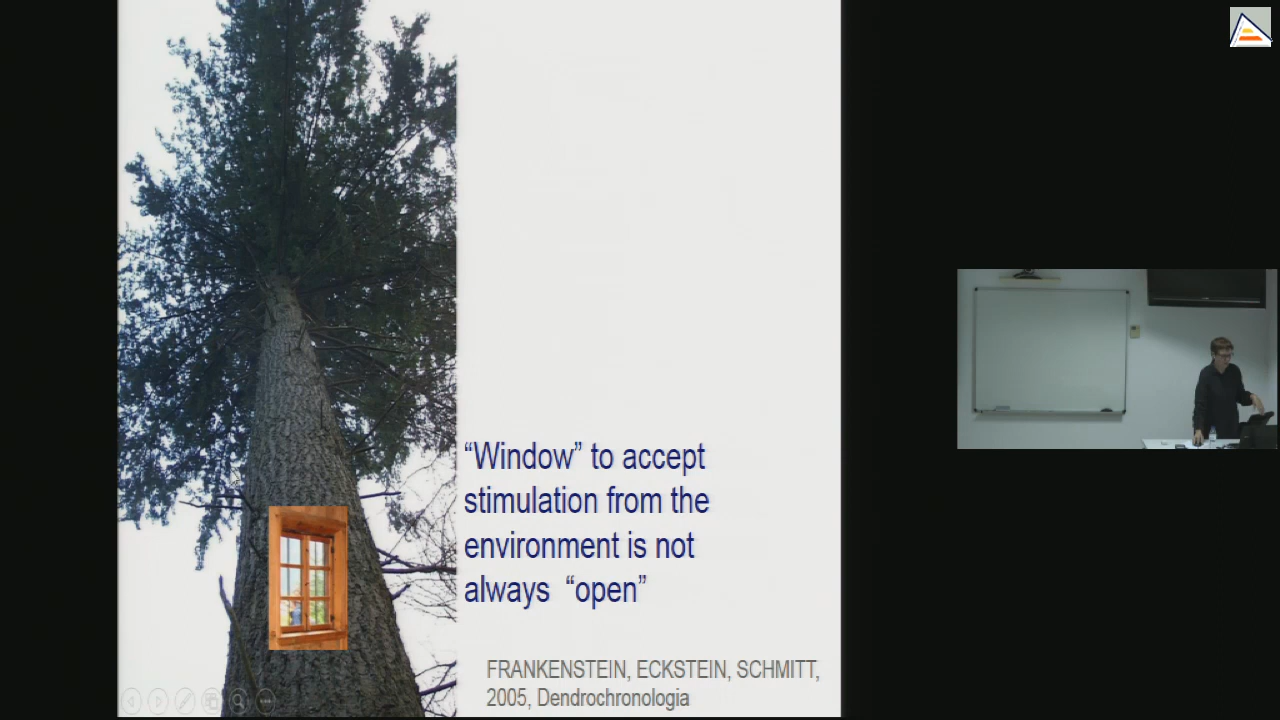 “Window” to accept
stimulation from the
environment is not
always “open”
FRANKENSTEIN, ECKSTEIN, SCHMITT,
2005, Dendrochronologia